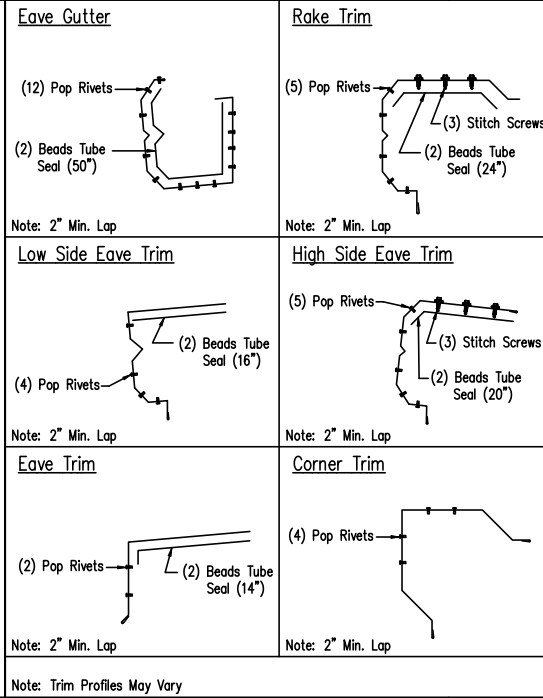 Eave Gutter
(12) Pop Rivets
(2) Beads Tube
Seal (50")
Note: 2" Min. Lap
Rake Trim
(5) Pop Rivets
(3) Stitch Screws
(2) Beads Tube
Seal (24")
Note: 2" Min. Lap
Low Side Eave Trim
(2) Beads Tube
Seal (16")
(4) Pop Rivets
Note: 2" Min. Lap
High Side Eave Trim
(5) Pop Rivets
(3) Stitch Screws
(2) Beads Tube
Seal (20")
Note: 2" Min. Lap
Eave Trim
(2) Pop Rivets
(2) Beads Tube
Seal (14")
Note: 2" Min. Lap
Corner Trim
(4) Pop Rivets
Note: 2" Min. Lap
Note: Trim Profiles May Vary